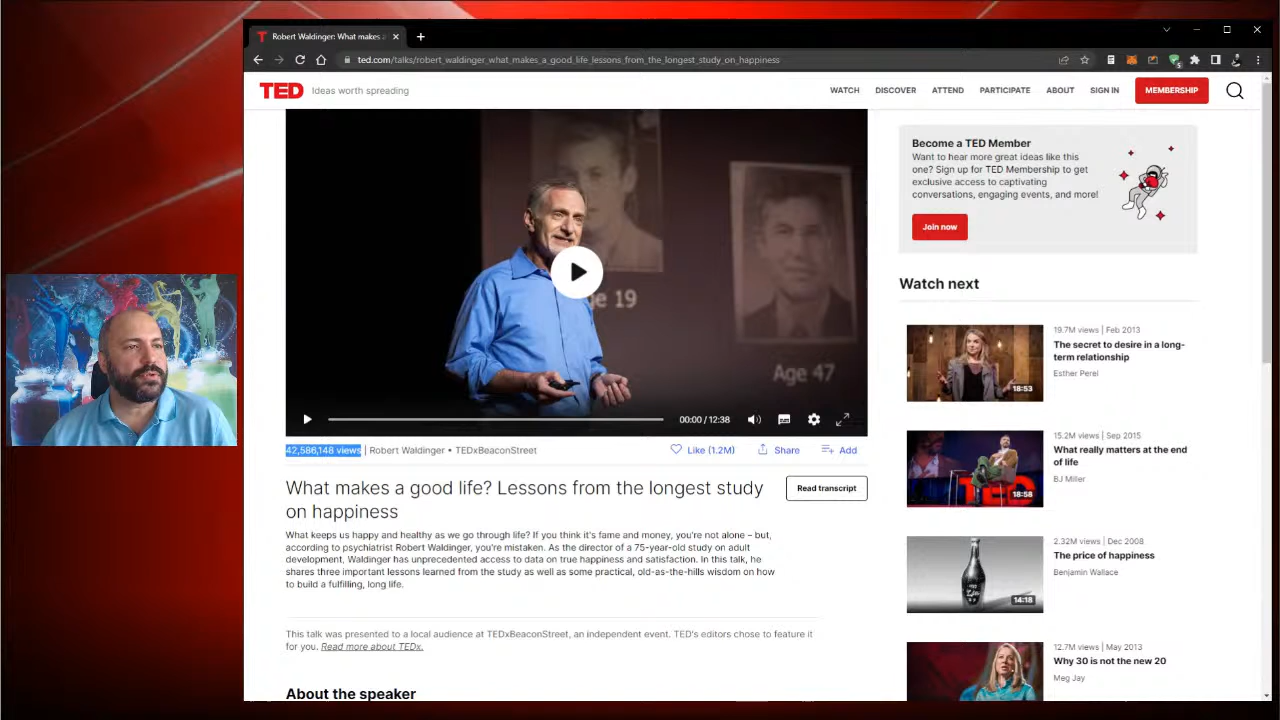 Robert Waldinger: What makes a
ted.com/talks/robert_waldinger_what_makes_a_good_life_lessons_from_the_longest_study_on_happiness
TED Ideas worth spreading
WATCH DISCOVER ATTEND PARTICIPATE ABOUT SIGN IN MEMBERSHIP
Age 19
Age 47
00:00 / 12:38
42,586,148 views | Robert Waldinger • TEDxBeaconStreet
Like (1.2M) Share Add
What makes a good life? Lessons from the longest study
on happiness
Read transcript
What keeps us happy and healthy as we go through life? If you think it's fame and money, you're not alone – but,
according to psychiatrist Robert Waldinger, you're mistaken. As the director of a 75-year-old study on adult
development, Waldinger has unprecedented access to data on true happiness and satisfaction. In this talk, he
shares three important lessons learned from the study as well as some practical, old-as-the-hills wisdom on how
to build a fulfilling, long life.
This talk was presented to a local audience at TEDxBeaconStreet, an independent event. TED's editors chose to feature it
for you. Read more about TEDx.
About the speaker
Become a TED Member
Want to hear more great ideas like this
one? Sign up for TED Membership to get
exclusive access to captivating
conversations, engaging events, and more!
Join now
Watch next
19.7M views | Feb 2013
The secret to desire in a long-
term relationship
Esther Perel
18:53
15.2M views | Sep 2015
What really matters at the end
of life
BJ Miller
TED
18:58
2.32M views | Dec 2008
The price of happiness
Benjamin Wallace
14:18
12.7M views | May 2013
Why 30 is not the new 20
Meg Jay